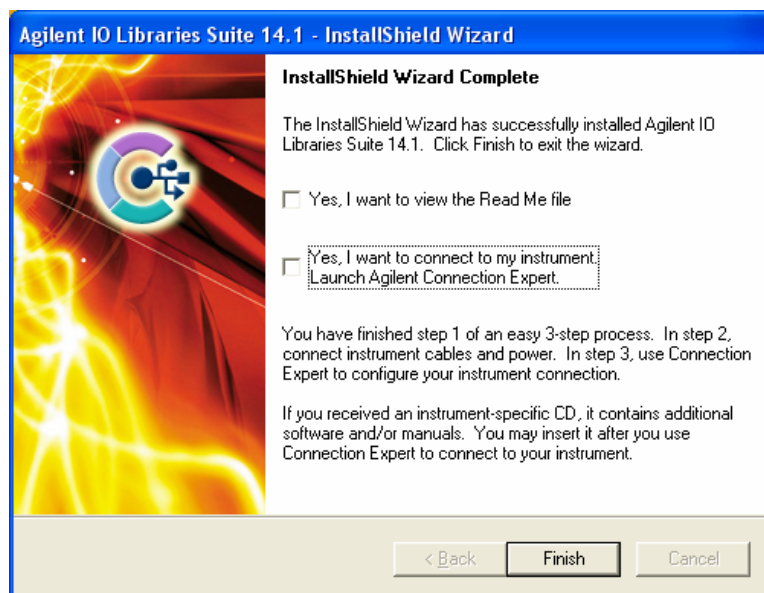 Agilent IO Libraries Suite 14.1 - InstallShield Wizard
InstallShield Wizard Complete
The InstallShield Wizard has successfully installed Agilent IO
Libraries Suite 14.1. Click Finish to exit the wizard.
Yes, I want to view the Read Me file
Yes, I want to connect to my instrument.
Launch Agilent Connection Expert.
You have finished step 1 of an easy 3-step process. In step 2,
connect instrument cables and power. In step 3, use Connection
Expert to configure your instrument connection.
If you received an instrument-specific CD, it contains additional
software and/or manuals. You may insert it after you use
Connection Expert to connect to your instrument.
< Back
Finish
Cancel